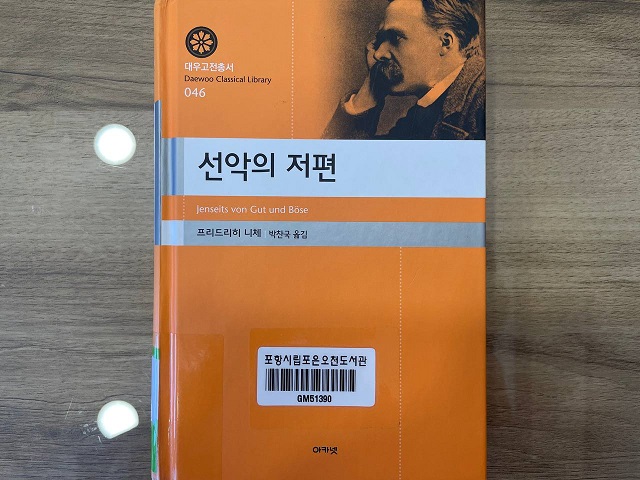 대우고전총서
Daewoo Classical Library
046
선악의 저편
Jenseits von Gut und Böse
프리드리히 니체 | 박찬국 옮김
포항시립포은오천도서관
GM51390
아카넷